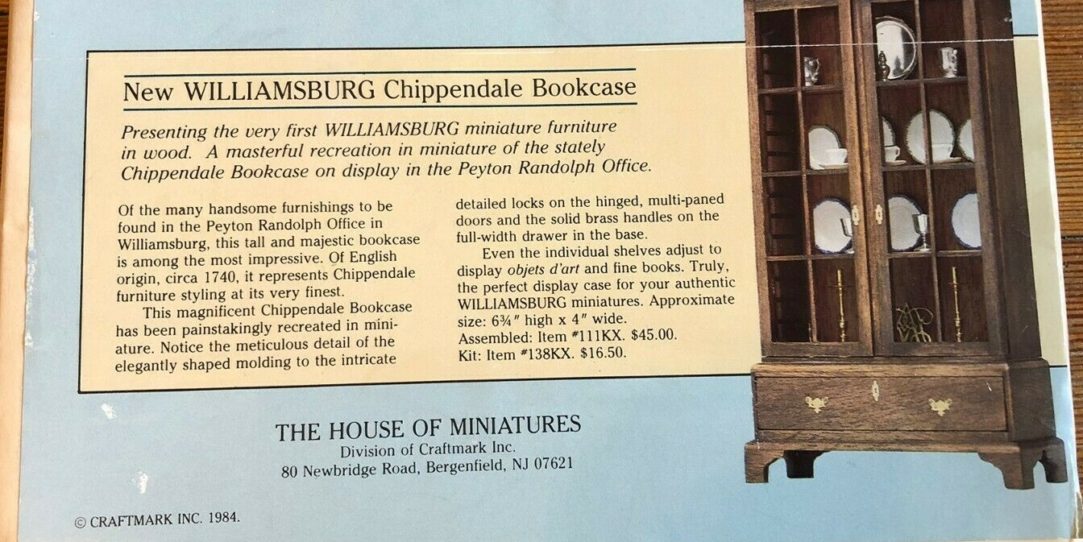 New WILLIAMSBURG Chippendale Bookcase
Presenting the very first WILLIAMSBURG miniature furniture
in wood. A masterful recreation in miniature of the stately
Chippendale Bookcase on display in the Peyton Randolph Office.
Of the many handsome furnishings to be
found in the Peyton Randolph Office in
Williamsburg, this tall and majestic bookcase
is among the most impressive. Of English
origin, circa 1740, it represents Chippendale
furniture styling at its very finest.
This magnificent Chippendale Bookcase
has been painstakingly recreated in mini-
ature. Notice the meticulous detail of the
elegantly shaped molding to the intricate
detailed locks on the hinged, multi-paned
doors and the solid brass handles on the
full-width drawer in the base.
Even the individual shelves adjust to
display objets d'art and fine books. Truly,
the perfect display case for your authentic
WILLIAMSBURG miniatures. Approximate
size: 6¾" high x 4" wide.
Assembled: Item #111KX. $45.00.
Kit: Item #138KX. $16.50.
THE HOUSE OF MINIATURES
Division of Craftmark Inc.
80 Newbridge Road, Bergenfield, NJ 07621
© CRAFTMARK INC. 1984.